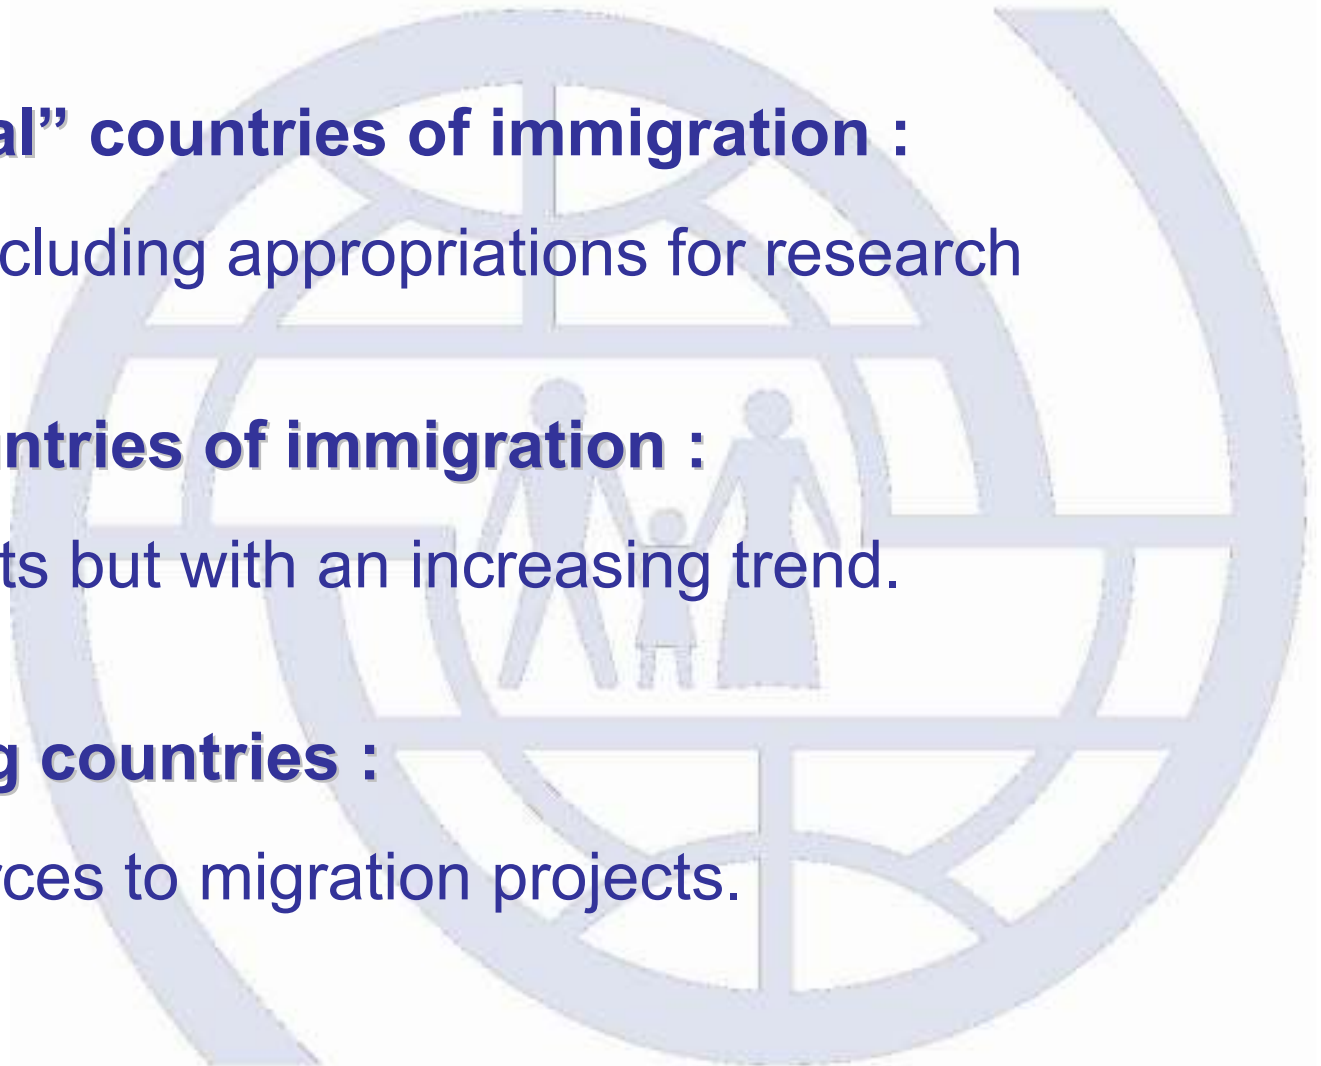 al” countries of immigration :
cluding appropriations for research
ntries of immigration :
ts but with an increasing trend.
g countries :
rces to migration projects.